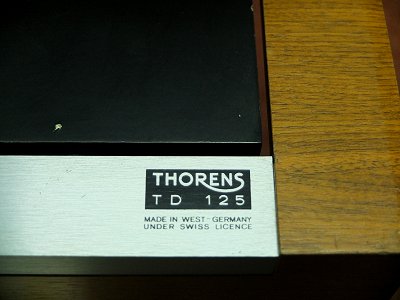 THORENS
TD 125
MADE IN WEST-GERMANY
UNDER SWISS LICENCE